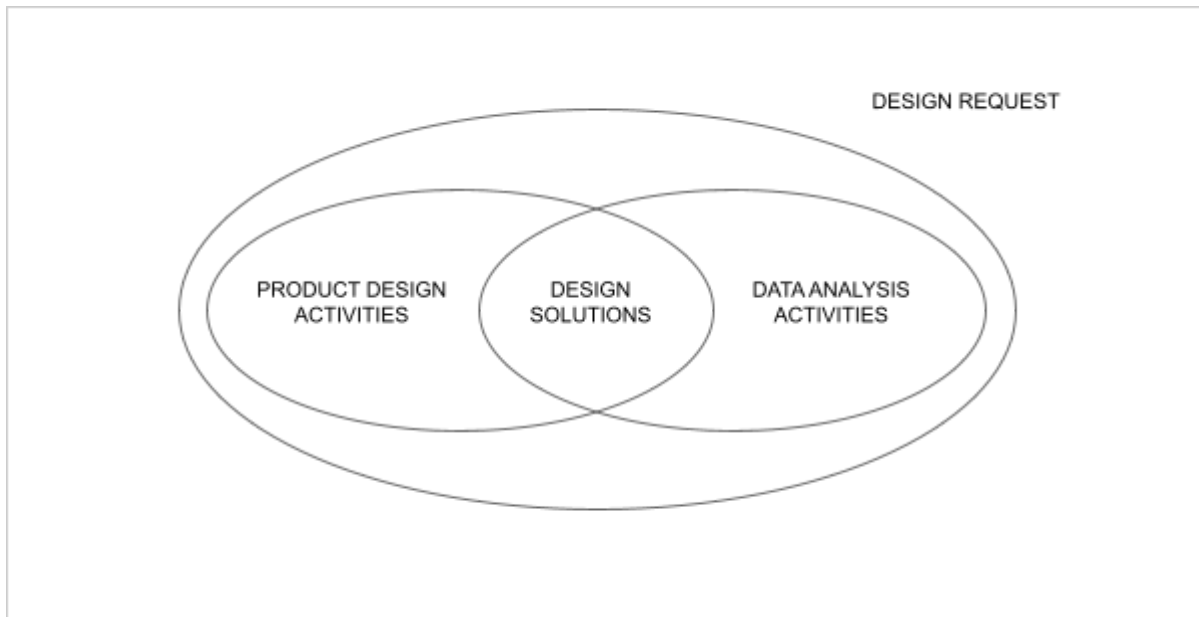 DESIGN REQUEST
PRODUCT DESIGN
ACTIVITIES
DESIGN
SOLUTIONS
DATA ANALYSIS
ACTIVITIES